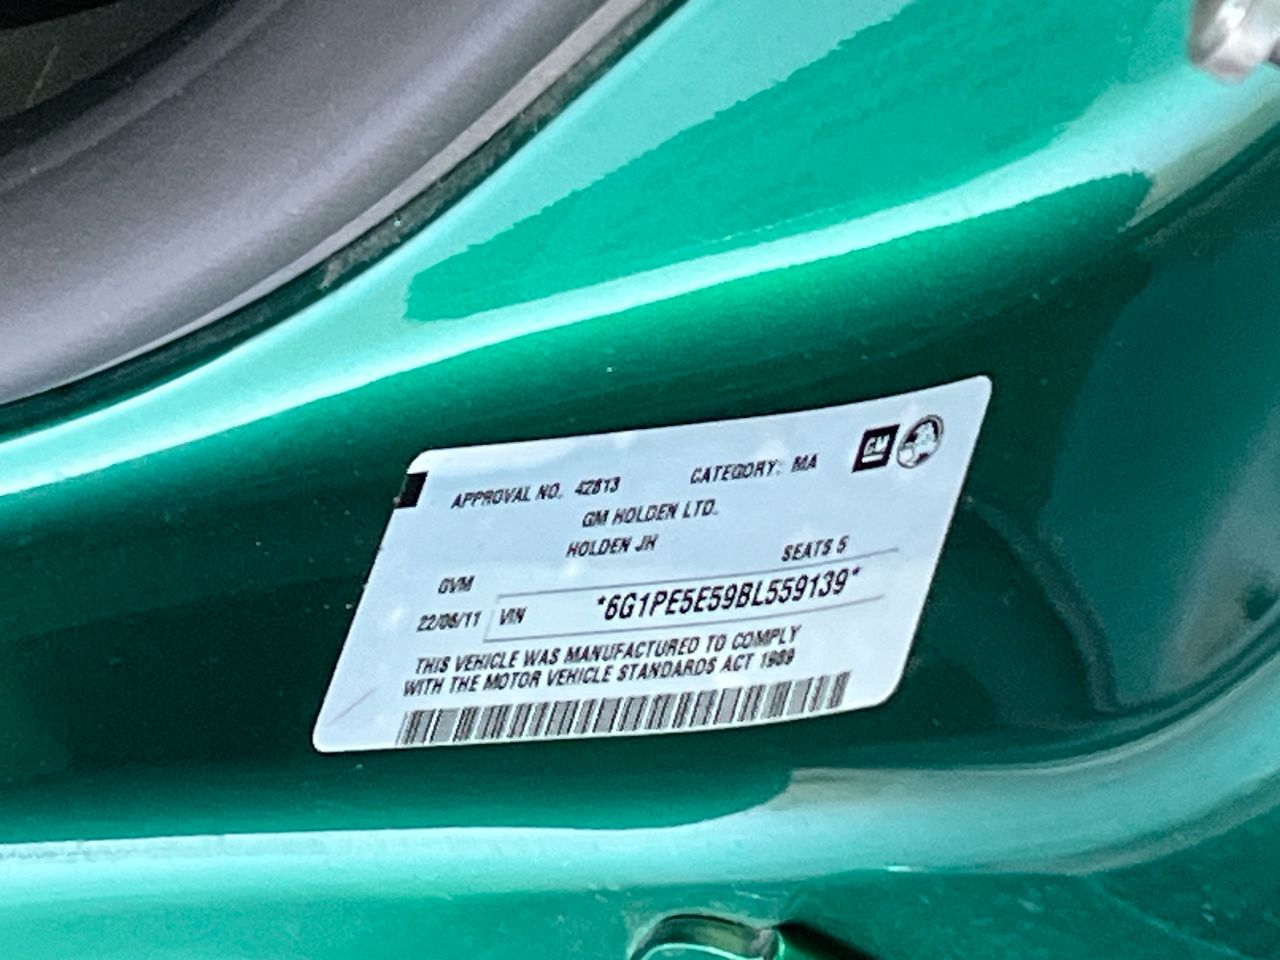 APPROVAL NO. 42813 CATEGORY: MA GM
GM HOLDEN LTD.
HOLDEN JH
SEATS 5
GVM
22/06/11 VIN *6G1PE5E59BL559139*
THIS VEHICLE WAS MANUFACTURED TO COMPLY
WITH THE MOTOR VEHICLE STANDARDS ACT 1989